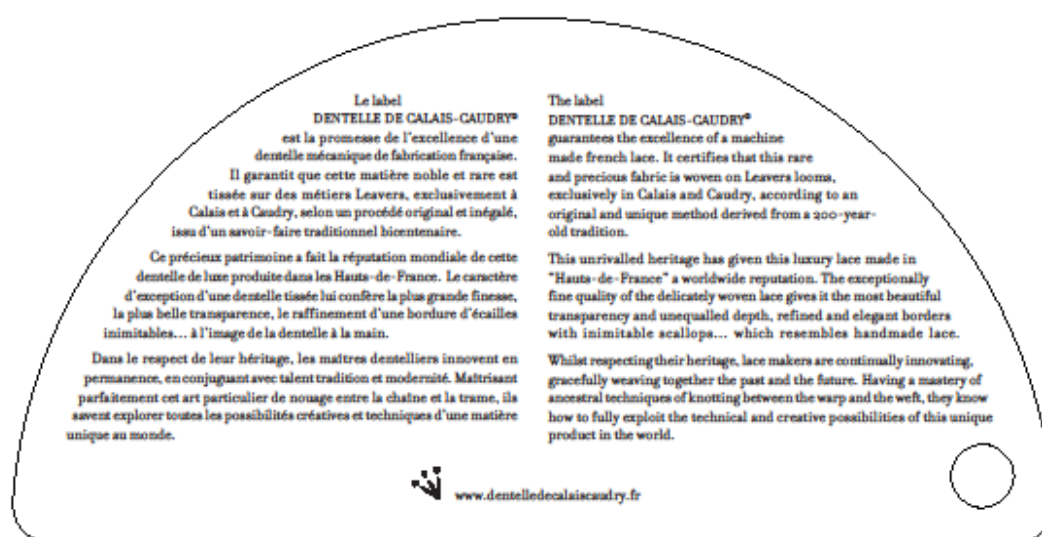 Le label
DENTELLE DE CALAIS-CAUDRY®
est la promesse de l'excellence d'une
dentelle mécanique de fabrication française.
Il garantit que cette matière noble et rare est
tissée sur des métiers Leavers, exclusivement à
Calais et à Caudry, selon un procédé original et inégalé,
issu d'un savoir-faire traditionnel bicentenaire.
Ce précieux patrimoine a fait la réputation mondiale de cette
dentelle de luxe produite dans les Hauts-de-France. Le caractère
d'exception d'une dentelle tissée lui confère la plus grande finesse,
la plus belle transparence, le raffinement d'une bordure d'écailles
inimitables... à l'image de la dentelle à la main.
Dans le respect de leur héritage, les maîtres dentelliers innovent en
permanence, en conjuguant avec talent tradition et modernité. Maîtrisant
parfaitement cet art particulier de nouage entre la chaîne et la trame, ils
savent explorer toutes les possibilités créatives et techniques d'une matière
unique au monde.
The label
DENTELLE DE CALAIS-CAUDRY®
guarantees the excellence of a machine
made french lace. It certifies that this rare
and precious fabric is woven on Leavers looms,
exclusively in Calais and Caudry, according to an
original and unique method derived from a 200-year-
old tradition.
This unrivalled heritage has given this luxury lace made in
"Hauts-de-France" a worldwide reputation. The exceptionally
fine quality of the delicately woven lace gives it the most beautiful
transparency and unequalled depth, refined and elegant borders
with inimitable scallops... which resembles handmade lace.
Whilst respecting their heritage, lace makers are continually innovating,
gracefully weaving together the past and the future. Having a mastery of
ancestral techniques of knotting between the warp and the weft, they know
how to fully exploit the technical and creative possibilities of this unique
product in the world.
www.dentelledecalaiscaudry.fr